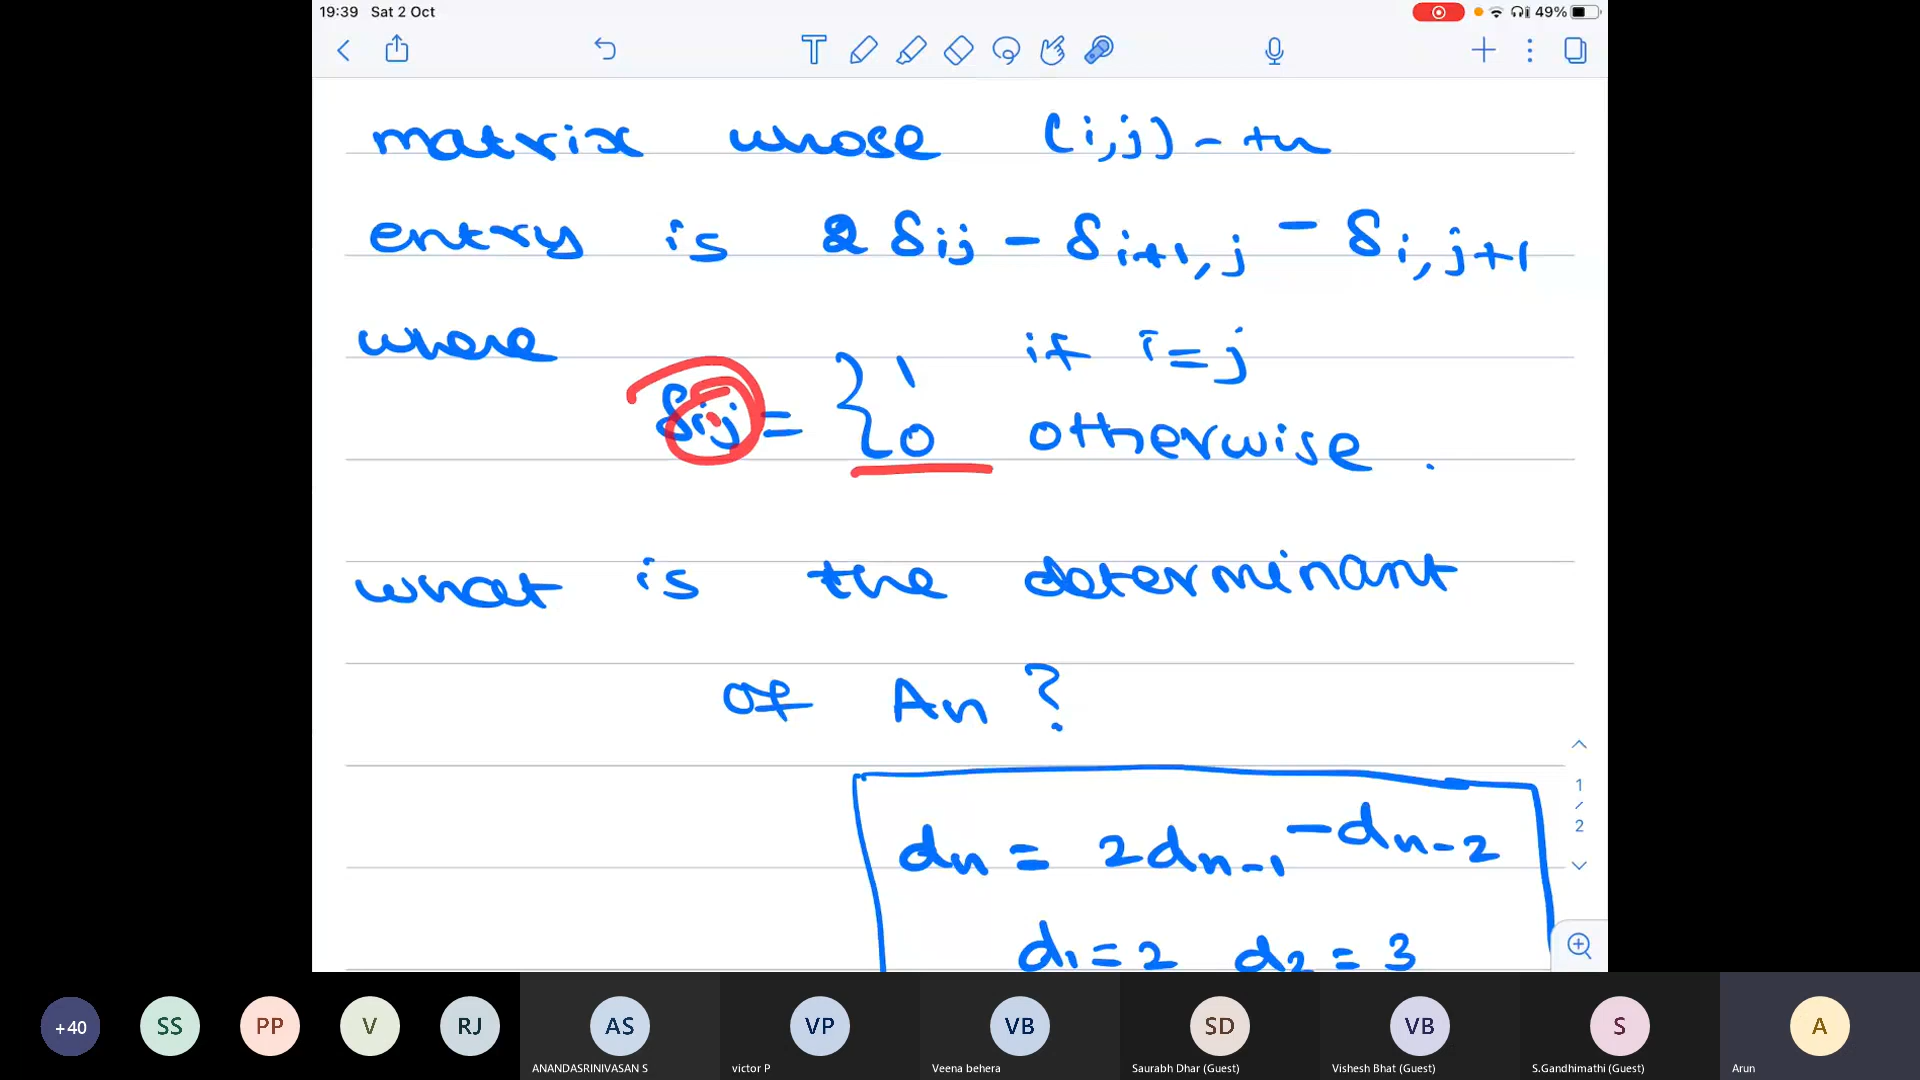 19:39 Sat 2 Oct 49%
matrix whose (i,j)-th
entry is 2 δij - δi+1,j - δi,j+1
where
δij = { 1 if i=j
0 otherwise.
what is the determinant
of An?
1
/
2
dn = 2dn-1 - dn-2
d1 = 2 d2 = 3
+40 SS PP V RJ AS VP VB SD VB S A
ANANDASRINIVASAN S victor P Veena behera Saurabh Dhar (Guest) Vishesh Bhat (Guest) S.Gandhimathi (Guest) Arun